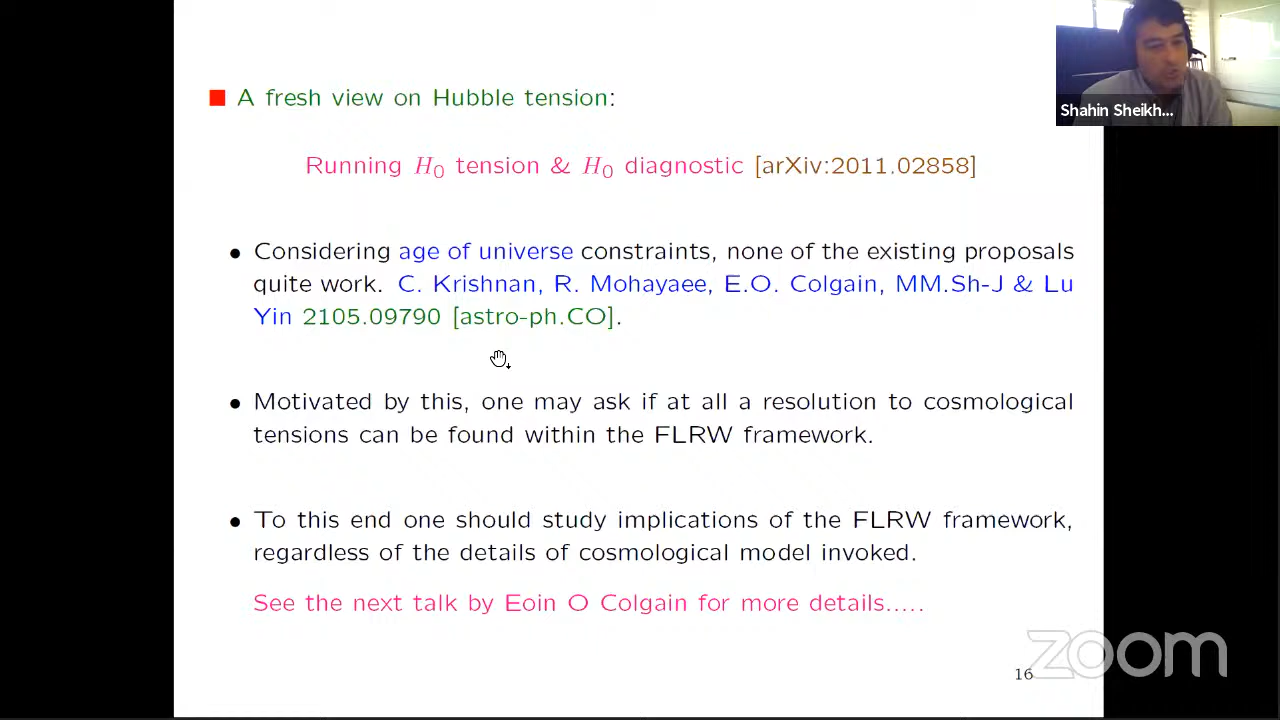 Shahin Sheikh...
A fresh view on Hubble tension:
Running H0 tension & H0 diagnostic [arXiv:2011.02858]
• Considering age of universe constraints, none of the existing proposals
quite work. C. Krishnan, R. Mohayaee, E.O. Colgain, MM.Sh-J & Lu
Yin 2105.09790 [astro-ph.CO].
• Motivated by this, one may ask if at all a resolution to cosmological
tensions can be found within the FLRW framework.
• To this end one should study implications of the FLRW framework,
regardless of the details of cosmological model invoked.
See the next talk by Eoin O Colgain for more details.....
zoom
16